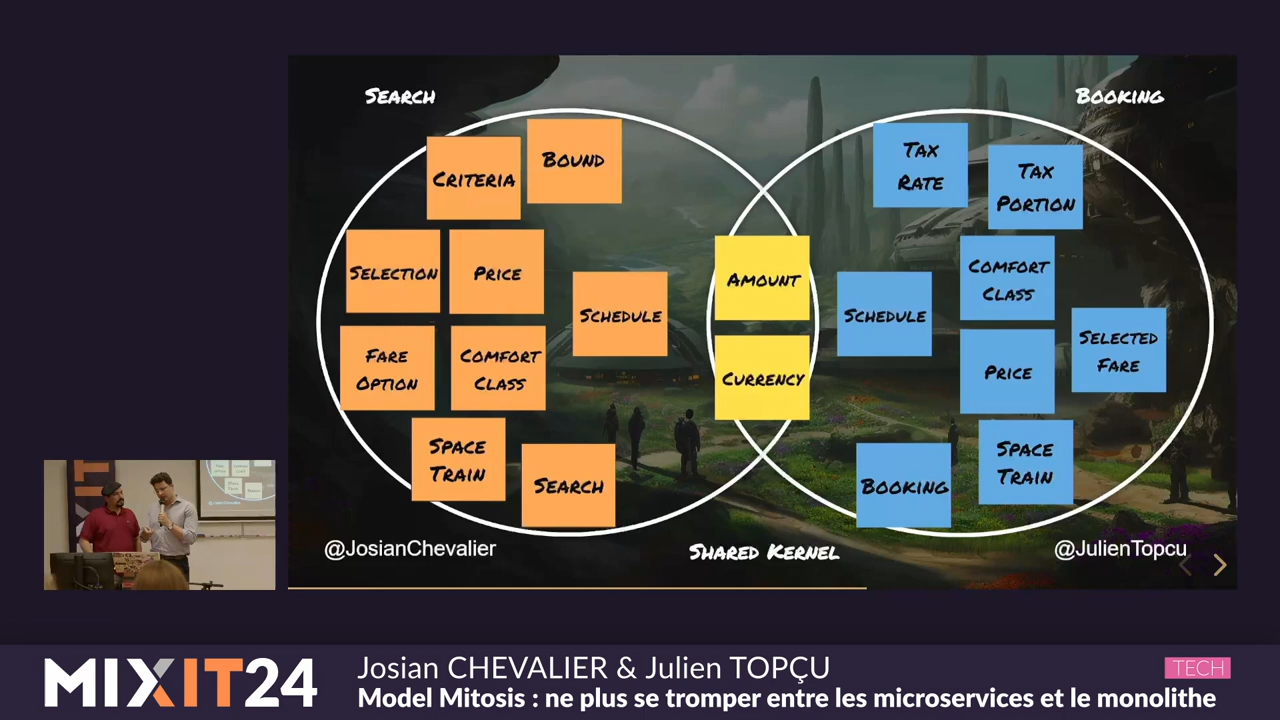 SEARCH
BOOKING
CRITERIA
BOUND
SELECTION
PRICE
SCHEDULE
FARE
OPTION
COMFORT
CLASS
SPACE
TRAIN
SEARCH
AMOUNT
CURRENCY
TAX
RATE
TAX
PORTION
COMFORT
CLASS
SCHEDULE
SELECTED
FARE
PRICE
SPACE
TRAIN
BOOKING
@JosianChevalier
SHARED KERNEL
@JulienTopcu
MIXIT24
Josian CHEVALIER & Julien TOPÇU
TECH
Model Mitosis : ne plus se tromper entre les microservices et le monolithe